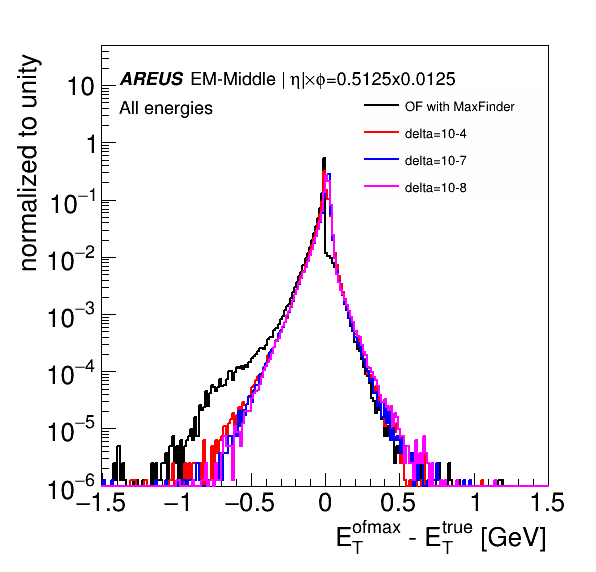 AREUS EM-Middle | η|×ϕ=0.5125x0.0125
All energies
OF with MaxFinder
delta=10-4
delta=10-7
delta=10-8
normalized to unity
10
1
10⁻¹
10⁻²
10⁻³
10⁻⁴
10⁻⁵
10⁻⁶
−1.5 −1 −0.5 0 0.5 1 1.5
E_T^ofmax - E_T^true [GeV]